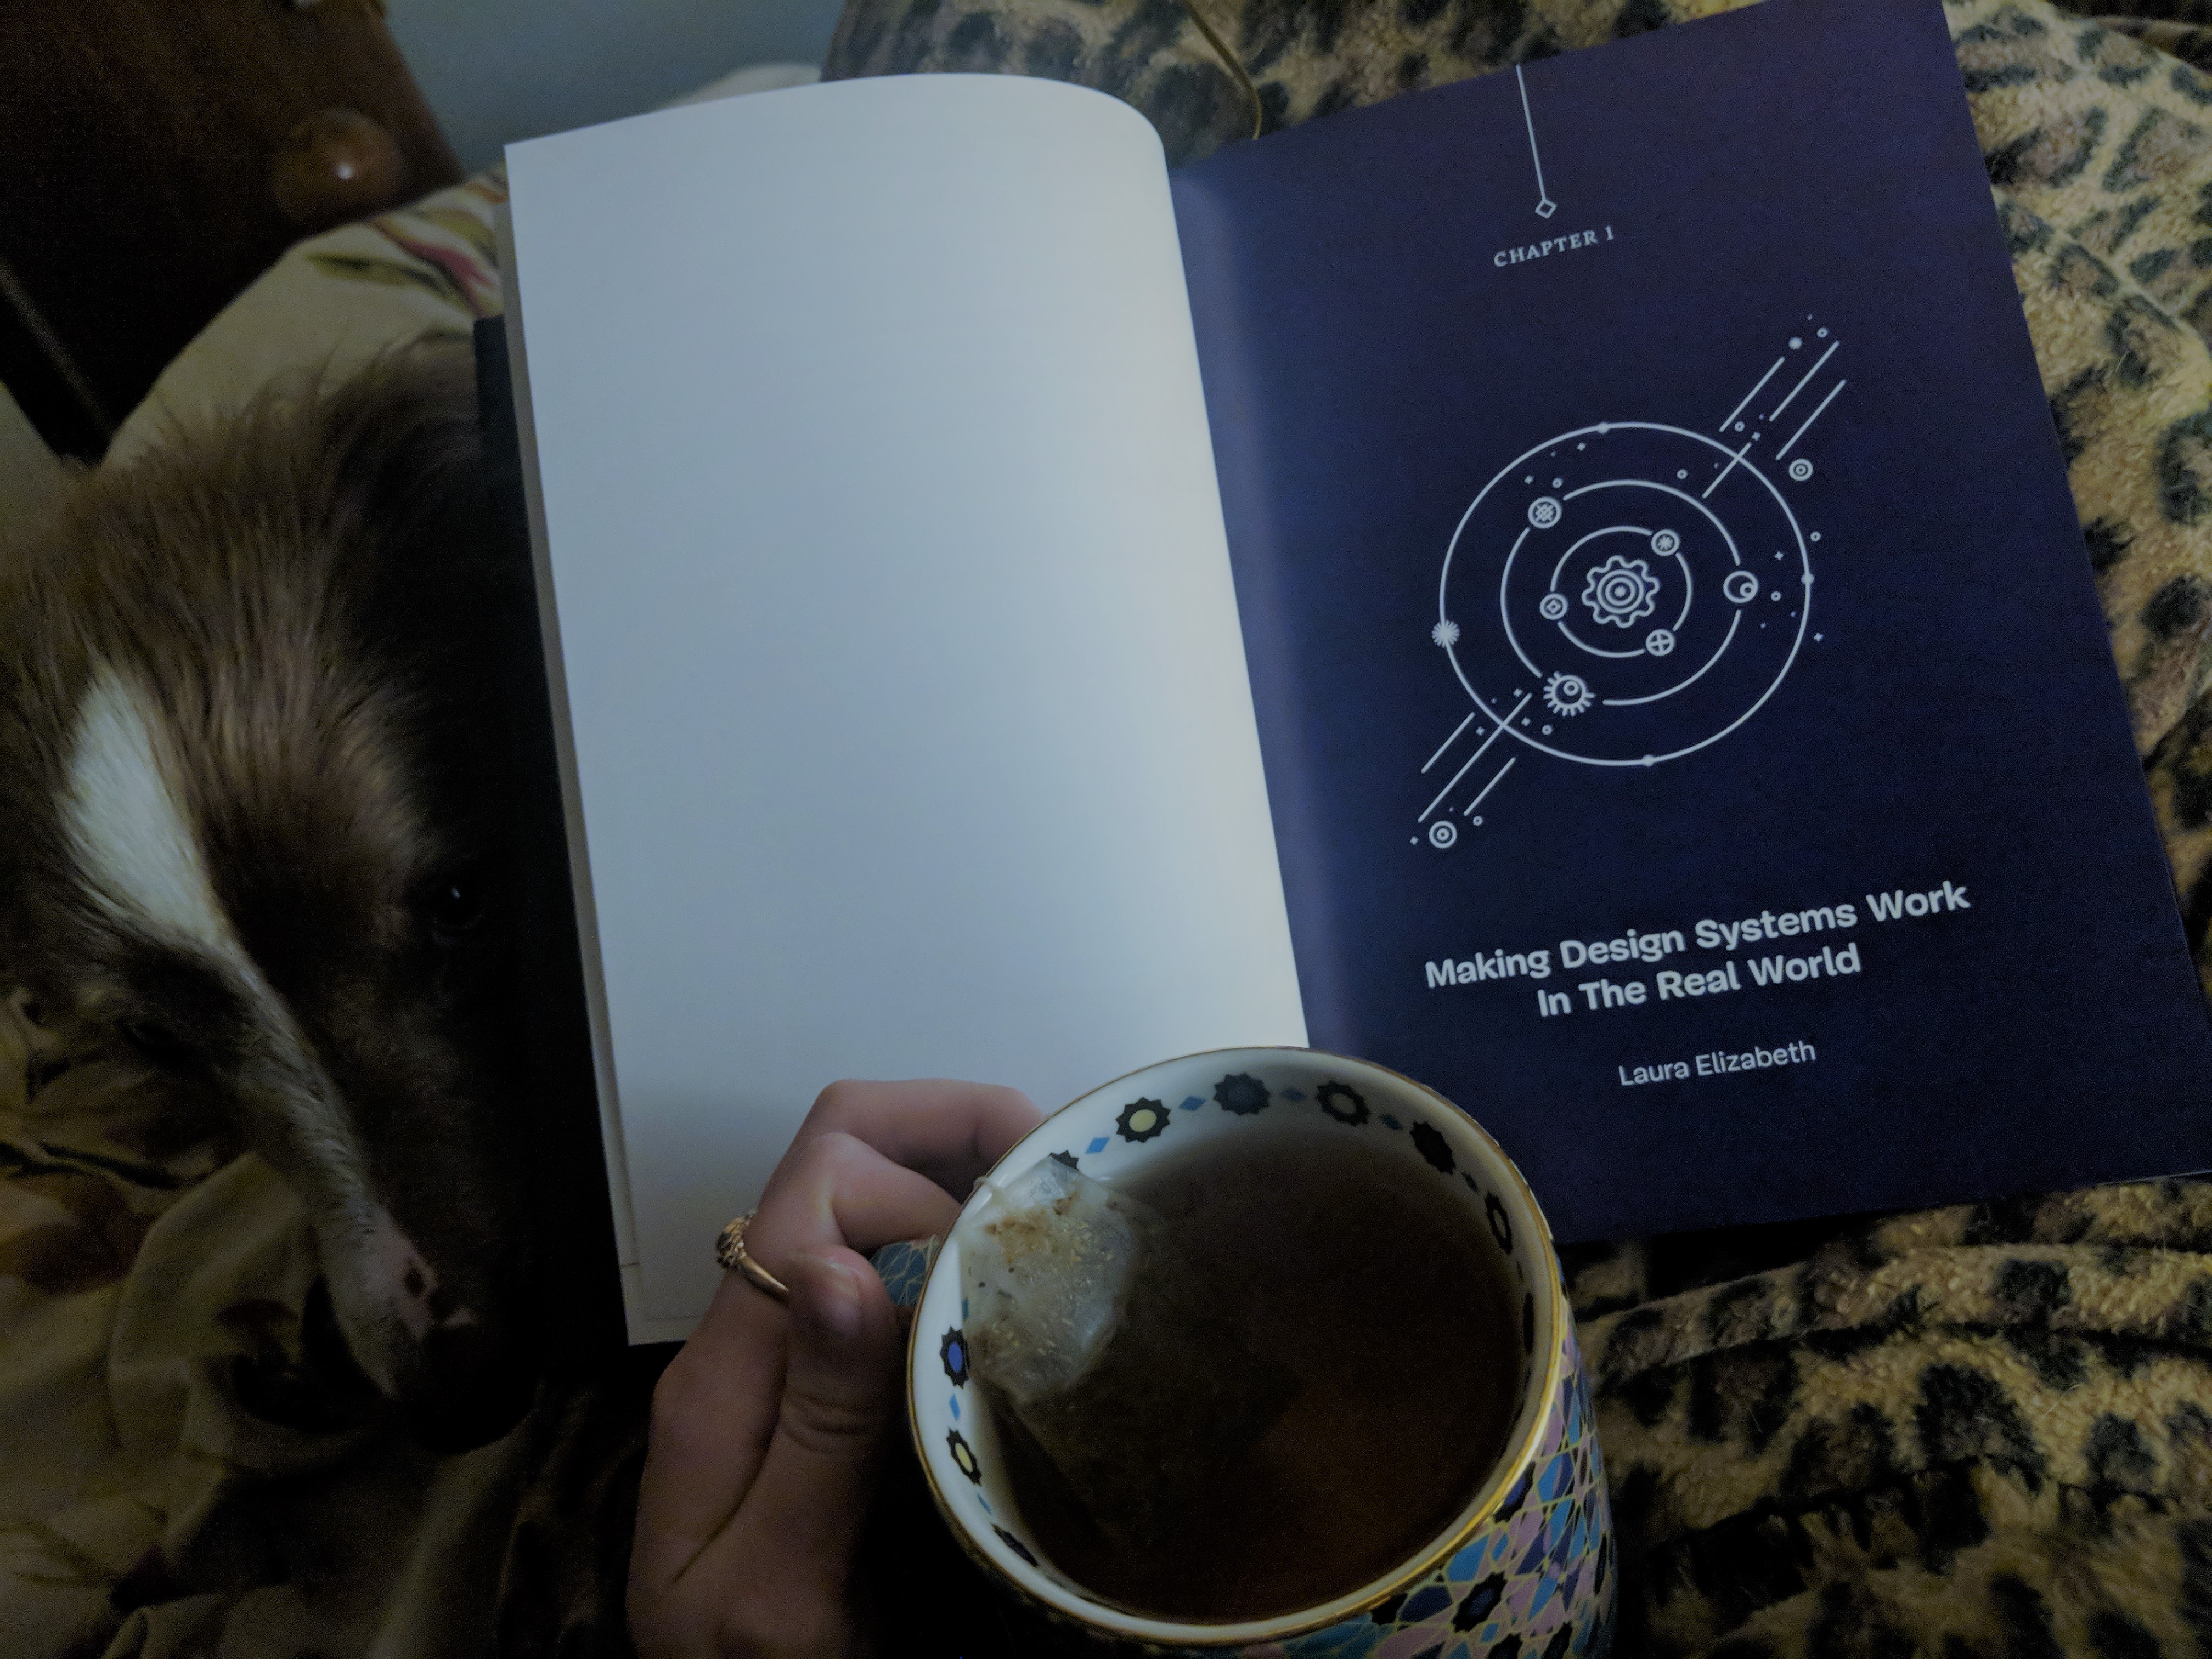 CHAPTER 1
Making Design Systems Work
In The Real World
Laura Elizabeth